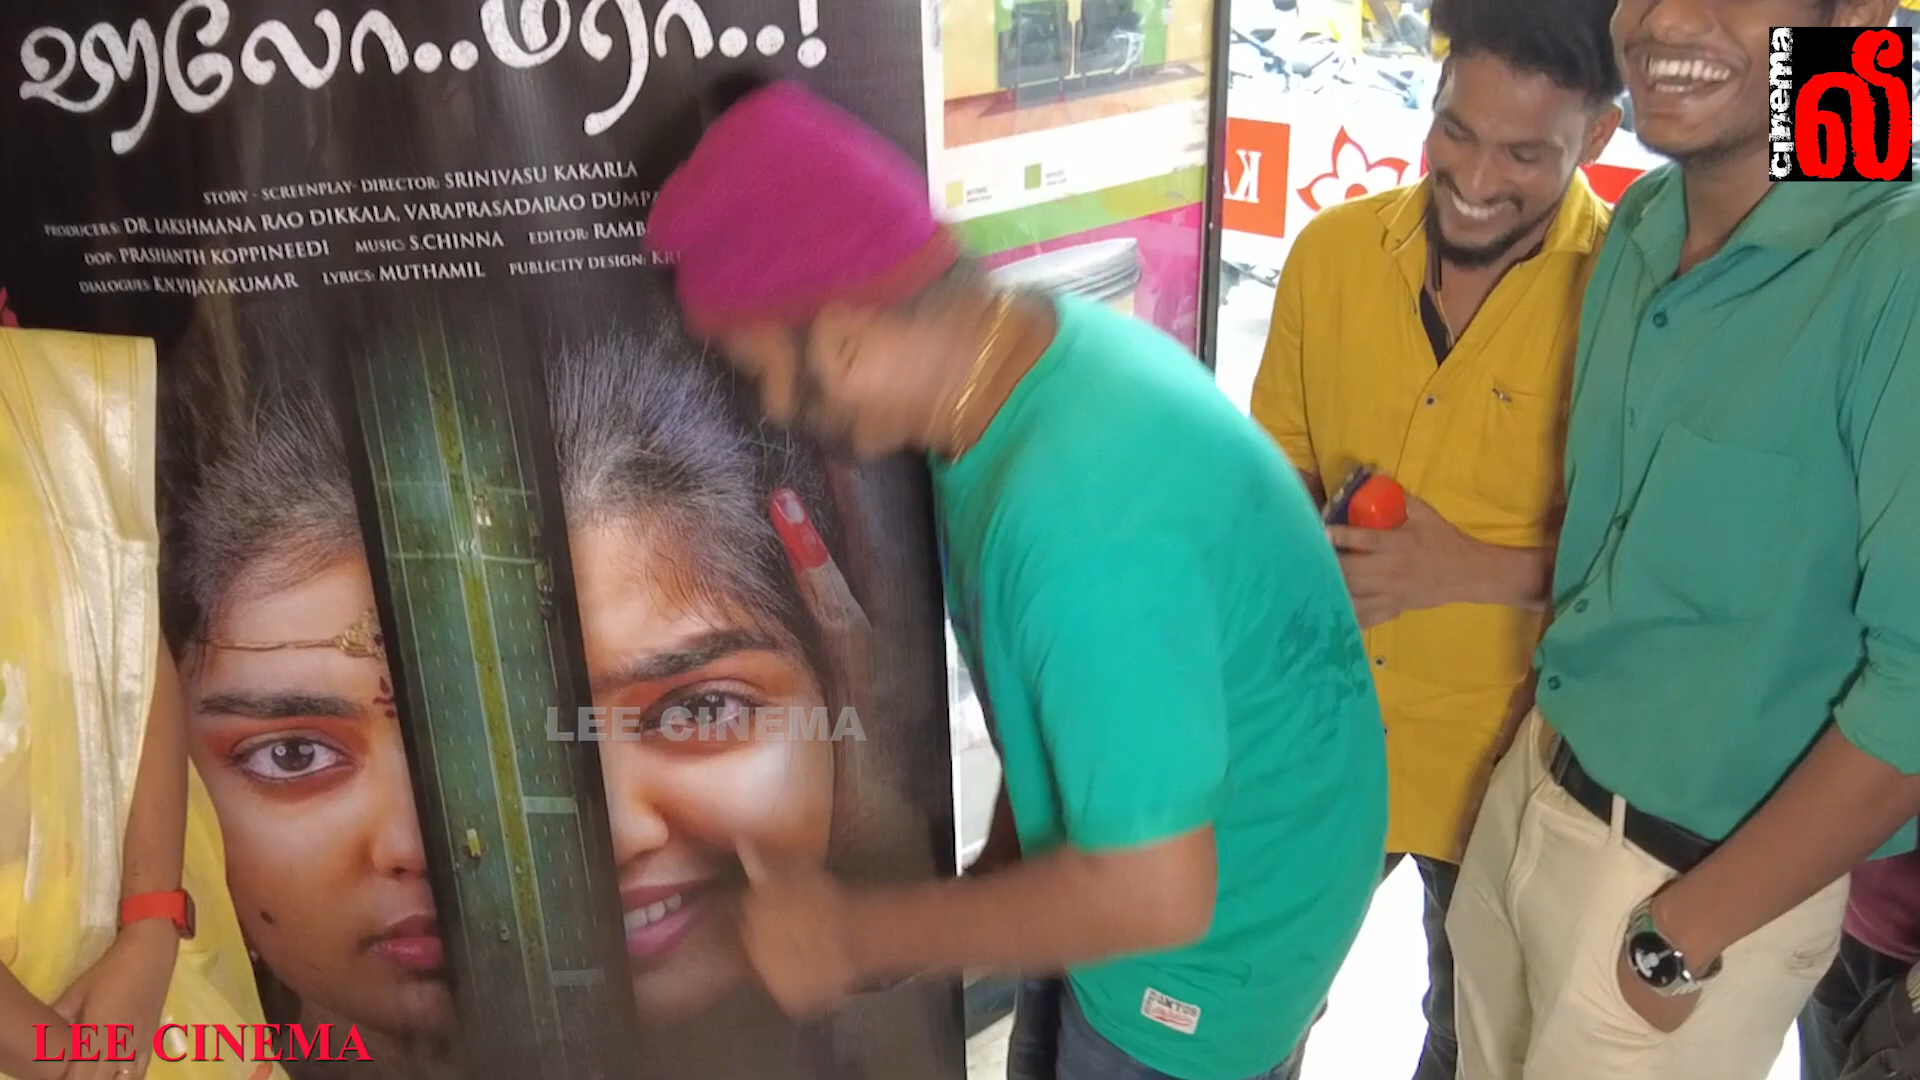 ஹலோ..மீரா..!
STORY - SCREENPLAY- DIRECTOR: SRINIVASU KAKARLA
PRODUCERS: DR. LAKSHMANA RAO DIKKALA, VARAPRASADARAO DUMPA
DOP: PRASHANTH KOPPINEEDI MUSIC: S.CHINNA EDITOR: RAMB
DIALOGUES: K.N.VIJAYAKUMAR LYRICS: MUTHAMIL PUBLICITY DESIGN: KRI
cinema
லீ
LEE CINEMA
LEE CINEMA